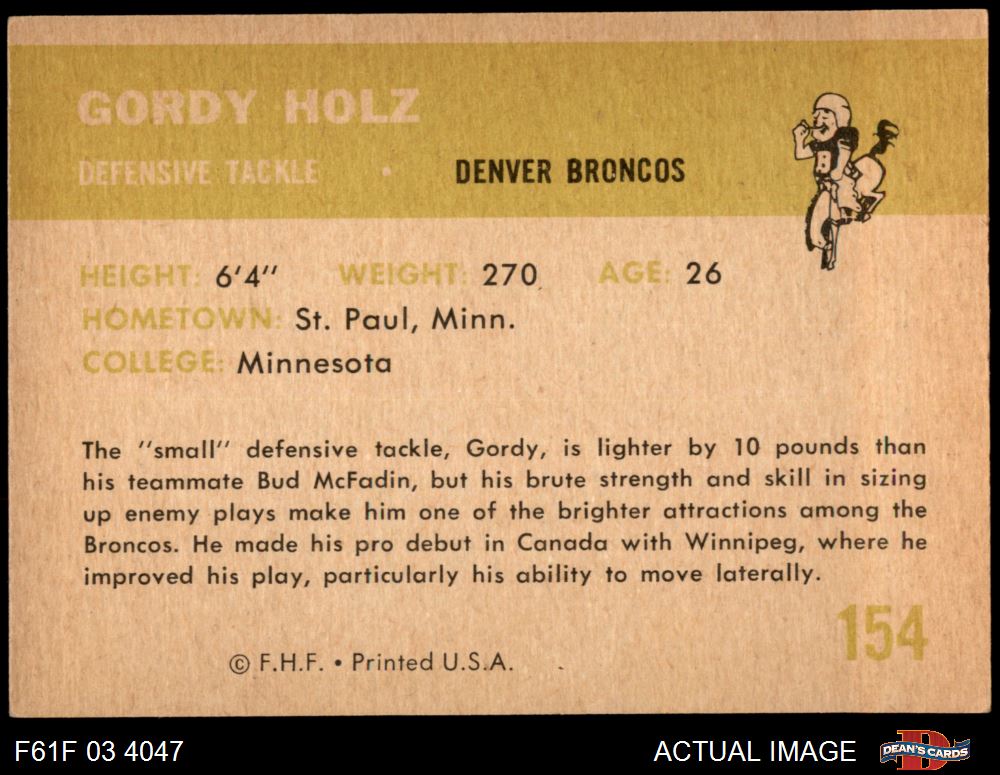 GORDY HOLZ
DEFENSIVE TACKLE • DENVER BRONCOS
HEIGHT: 6'4" WEIGHT: 270 AGE: 26
HOMETOWN: St. Paul, Minn.
COLLEGE: Minnesota
The "small" defensive tackle, Gordy, is lighter by 10 pounds than
his teammate Bud McFadin, but his brute strength and skill in sizing
up enemy plays make him one of the brighter attractions among the
Broncos. He made his pro debut in Canada with Winnipeg, where he
improved his play, particularly his ability to move laterally.
154
© F.H.F. • Printed U.S.A.
F61F 03 4047 ACTUAL IMAGE DEAN'S CARDS